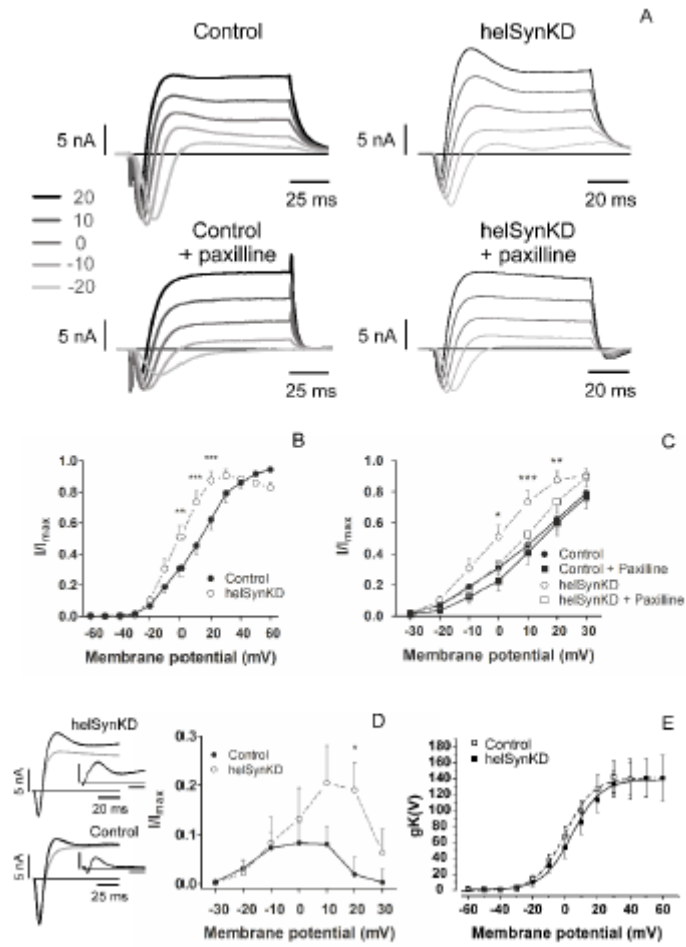 A
Control
helSynKD
5 nA
5 nA
25 ms
20 ms
20
10
0
-10
-20
Control
+ paxilline
helSynKD
+ paxilline
5 nA
5 nA
25 ms
20 ms
B
C
*** 
***
**
1.0
0.8
0.6
0.4
0.2
0.0
I/Imax
Control
helSynKD
-60 -40 -20 0 20 40 60
Membrane potential (mV)
**
***
*
1.0
0.8
0.6
0.4
0.2
0.0
I/Imax
Control
Control + Paxilline
helSynKD
helSynKD + Paxilline
-30 -20 -10 0 10 20 30
Membrane potential (mV)
helSynKD
5 nA
20 ms
Control
5 nA
25 ms
D
0.3
0.2
0.1
0.0
I/Imax
Control
helSynKD
*
-30 -20 -10 0 10 20 30
Membrane potential (mV)
E
180
160
140
120
100
80
60
40
20
0
gK(V)
Control
helSynKD
-60 -40 -20 0 20 40 60
Membrane potential (mV)